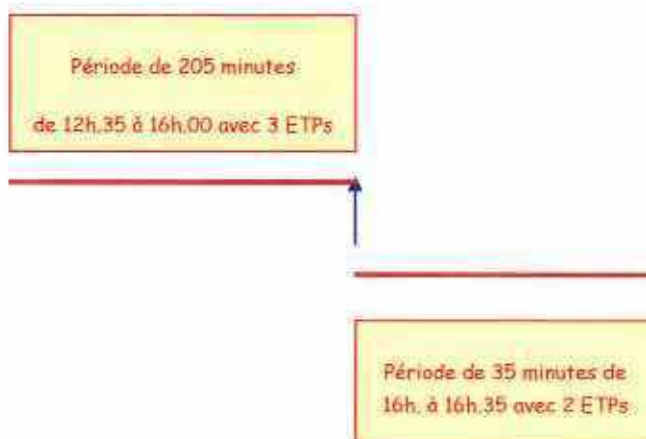 Période de 205 minutes
de 12h,35 à 16h,00 avec 3 ETPs
Période de 35 minutes de
16h, à 16h,35 avec 2 ETPs